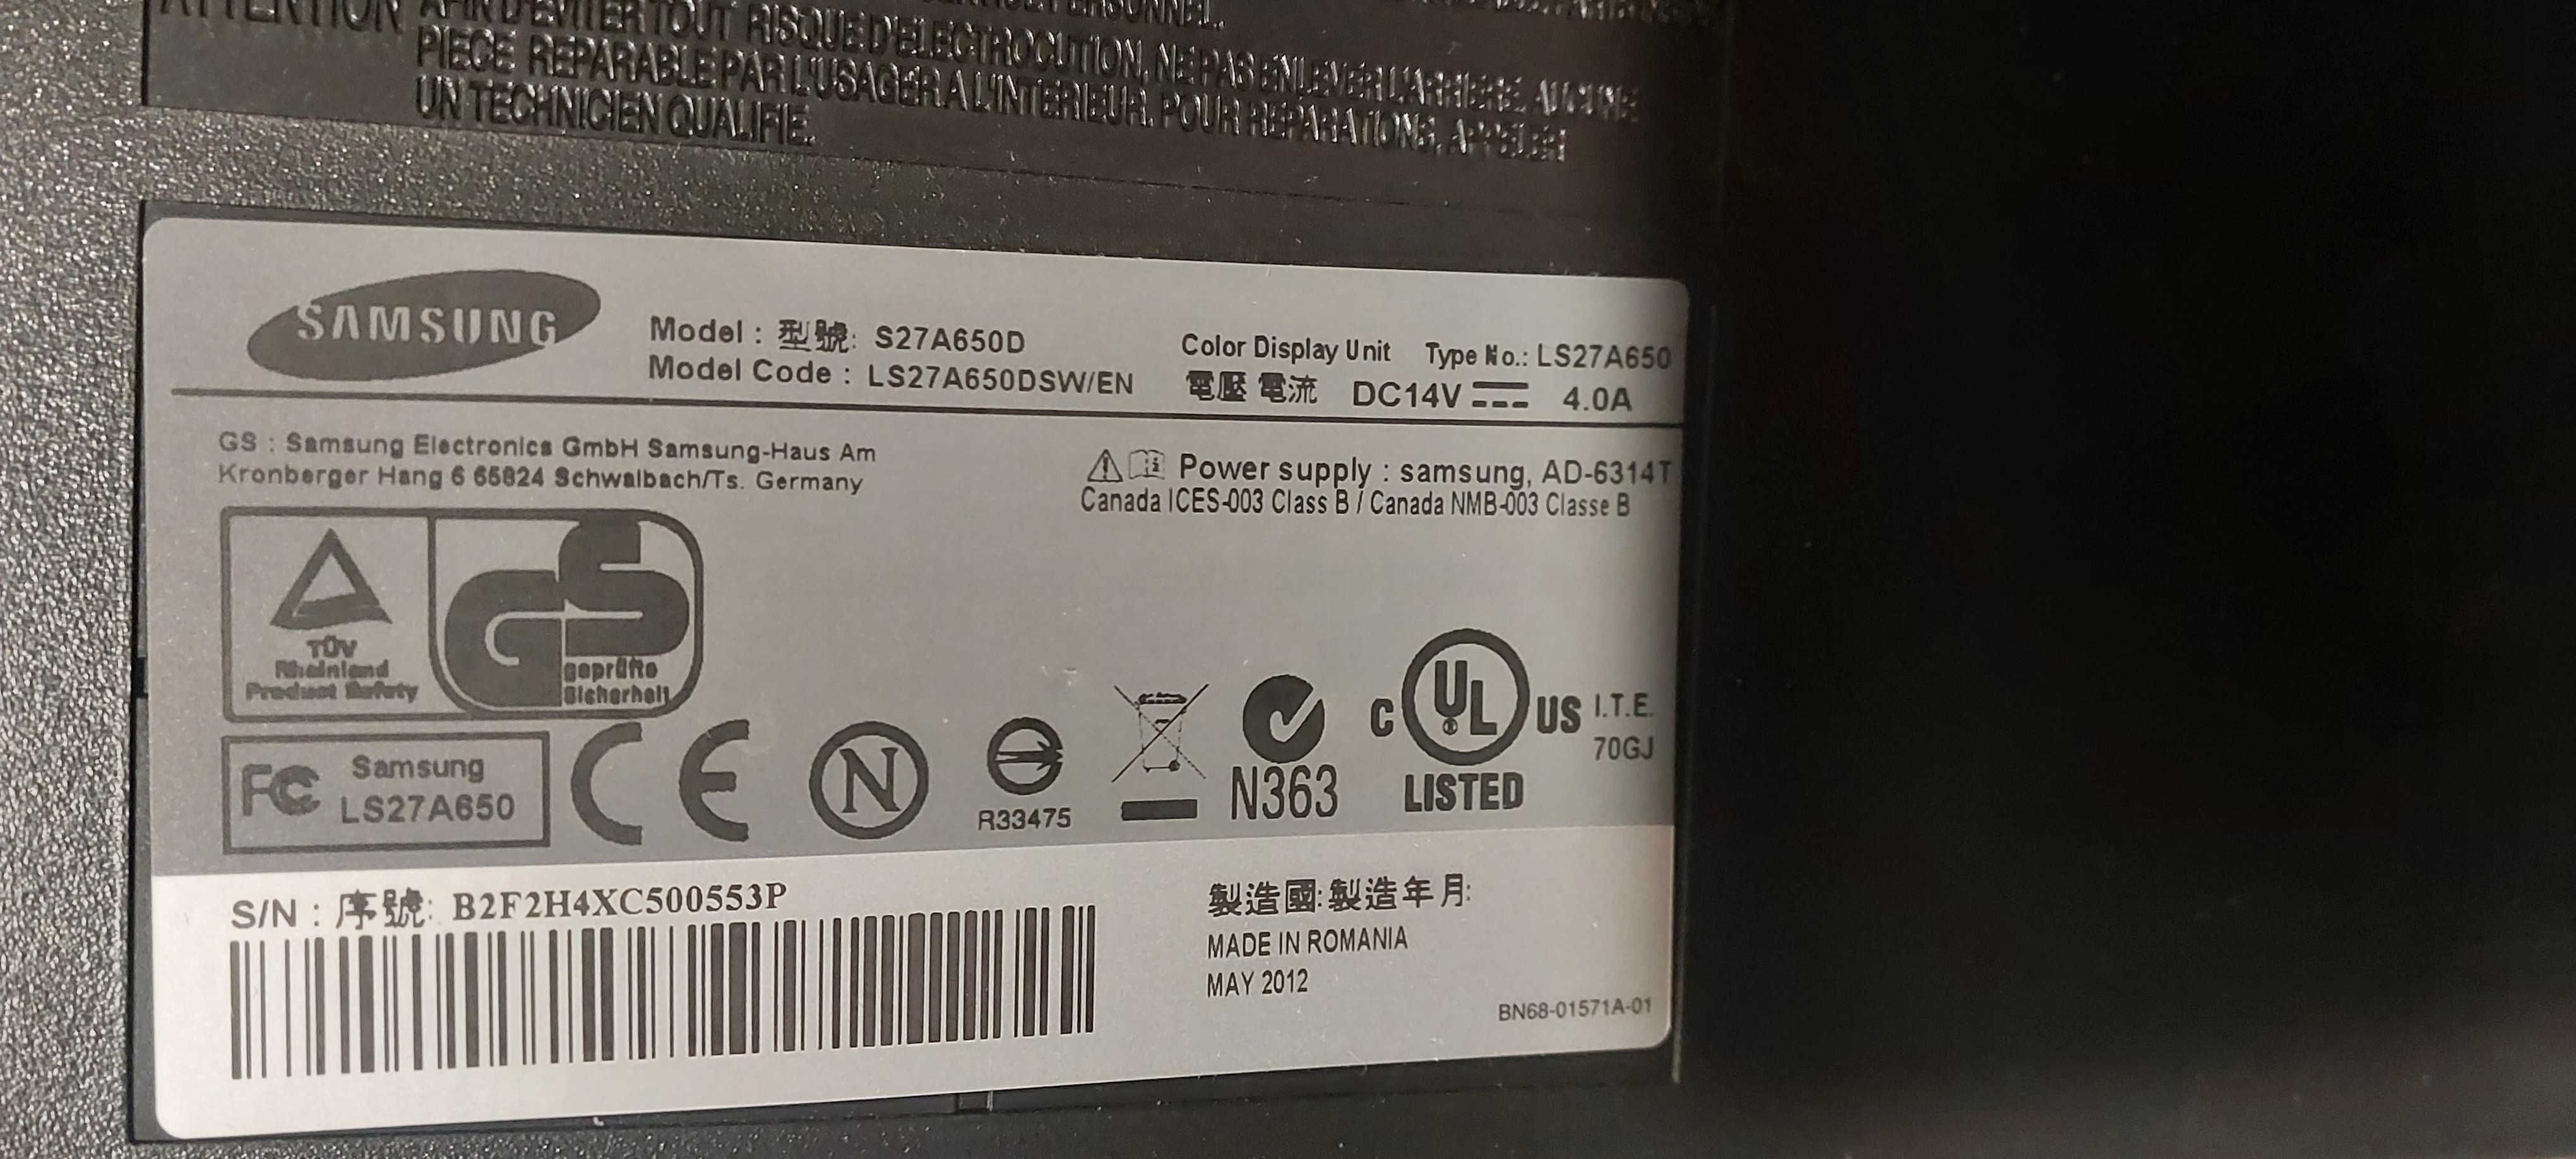 PERSONNEL.
ATTENTION AFIN D'EVITER TOUT RISQUE D'ELECTROCUTION, NE PAS ENLEVER L'ARRIERE. AUCUNE
PIECE REPARABLE PAR L'USAGER A L'INTERIEUR. POUR REPARATIONS, APPELER
UN TECHNICIEN QUALIFIE.
SAMSUNG
Model : 型號: S27A650D
Model Code : LS27A650DSW/EN
Color Display Unit Type No.: LS27A650
電壓 電流 DC14V 4.0A
GS : Samsung Electronics GmbH Samsung-Haus Am
Kronberger Hang 6 65824 Schwalbach/Ts. Germany
Power supply : samsung, AD-6314T
Canada ICES-003 Class B / Canada NMB-003 Classe B
TÜV
Rheinland
Product Safety
GS
geprüfte
Sicherheit
FC Samsung
LS27A650
CE
N
R33475
N363
C UL ® US
LISTED
I.T.E.
70GJ
S/N : 序號: B2F2H4XC500553P
製造國: 製造年月:
MADE IN ROMANIA
MAY 2012
BN68-01571A-01